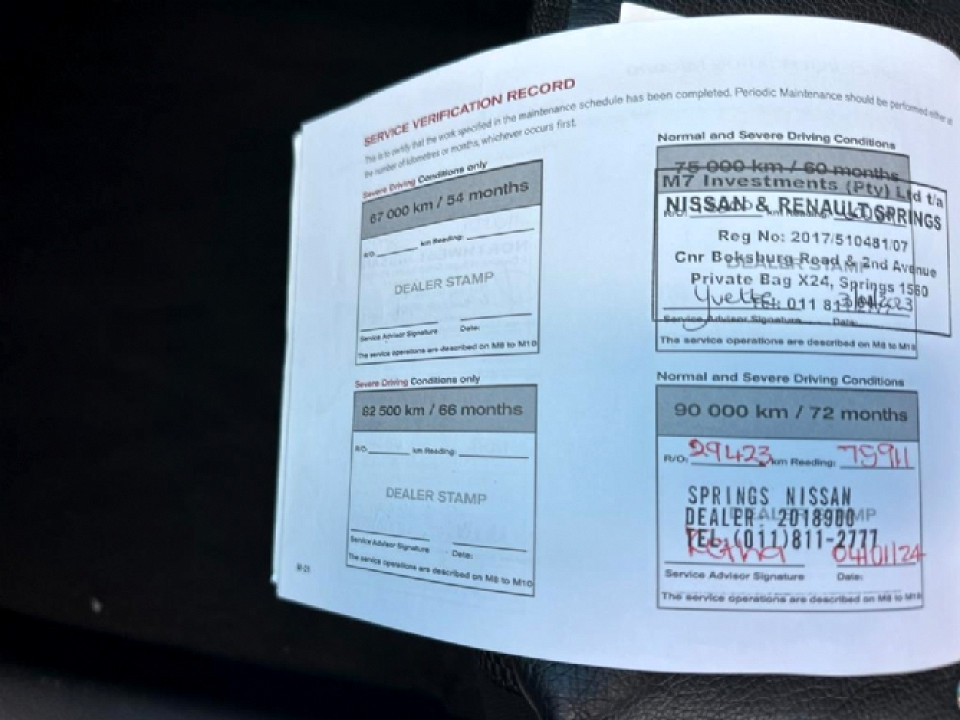 SERVICE VERIFICATION RECORD
This is to certify that the work specified in the maintenance schedule has been completed. Periodic Maintenance should be performed either at
the number of kilometres or months, whichever occurs first.
Severe Driving Conditions only
67 000 km / 54 months
R/O: km Reading:
DEALER STAMP
Service Advisor Signature Date:
The service operations are described on M8 to M10
Normal and Severe Driving Conditions
75 000 km / 60 months
M7 Investments (Pty) Ltd t/a
NISSAN & RENAULT SPRINGS
Reg No: 2017/510481/07
Cnr Boksburg Road & 2nd Avenue
Private Bag X24, Springs 1560
Yvette Tel: 011 811
Service Advisor Signature Date:
The service operations are described on M8 to M10
Severe Driving Conditions only
82 500 km / 66 months
R/O: km Reading:
DEALER STAMP
Service Advisor Signature Date:
The service operations are described on M8 to M10
Normal and Severe Driving Conditions
90 000 km / 72 months
R/O: 29423 km Reading: 75911
SPRINGS NISSAN
DEALER: 2018900
TEL: (011)811-2777
04/01/24
Service Advisor Signature Date:
The service operations are described on M8 to M10